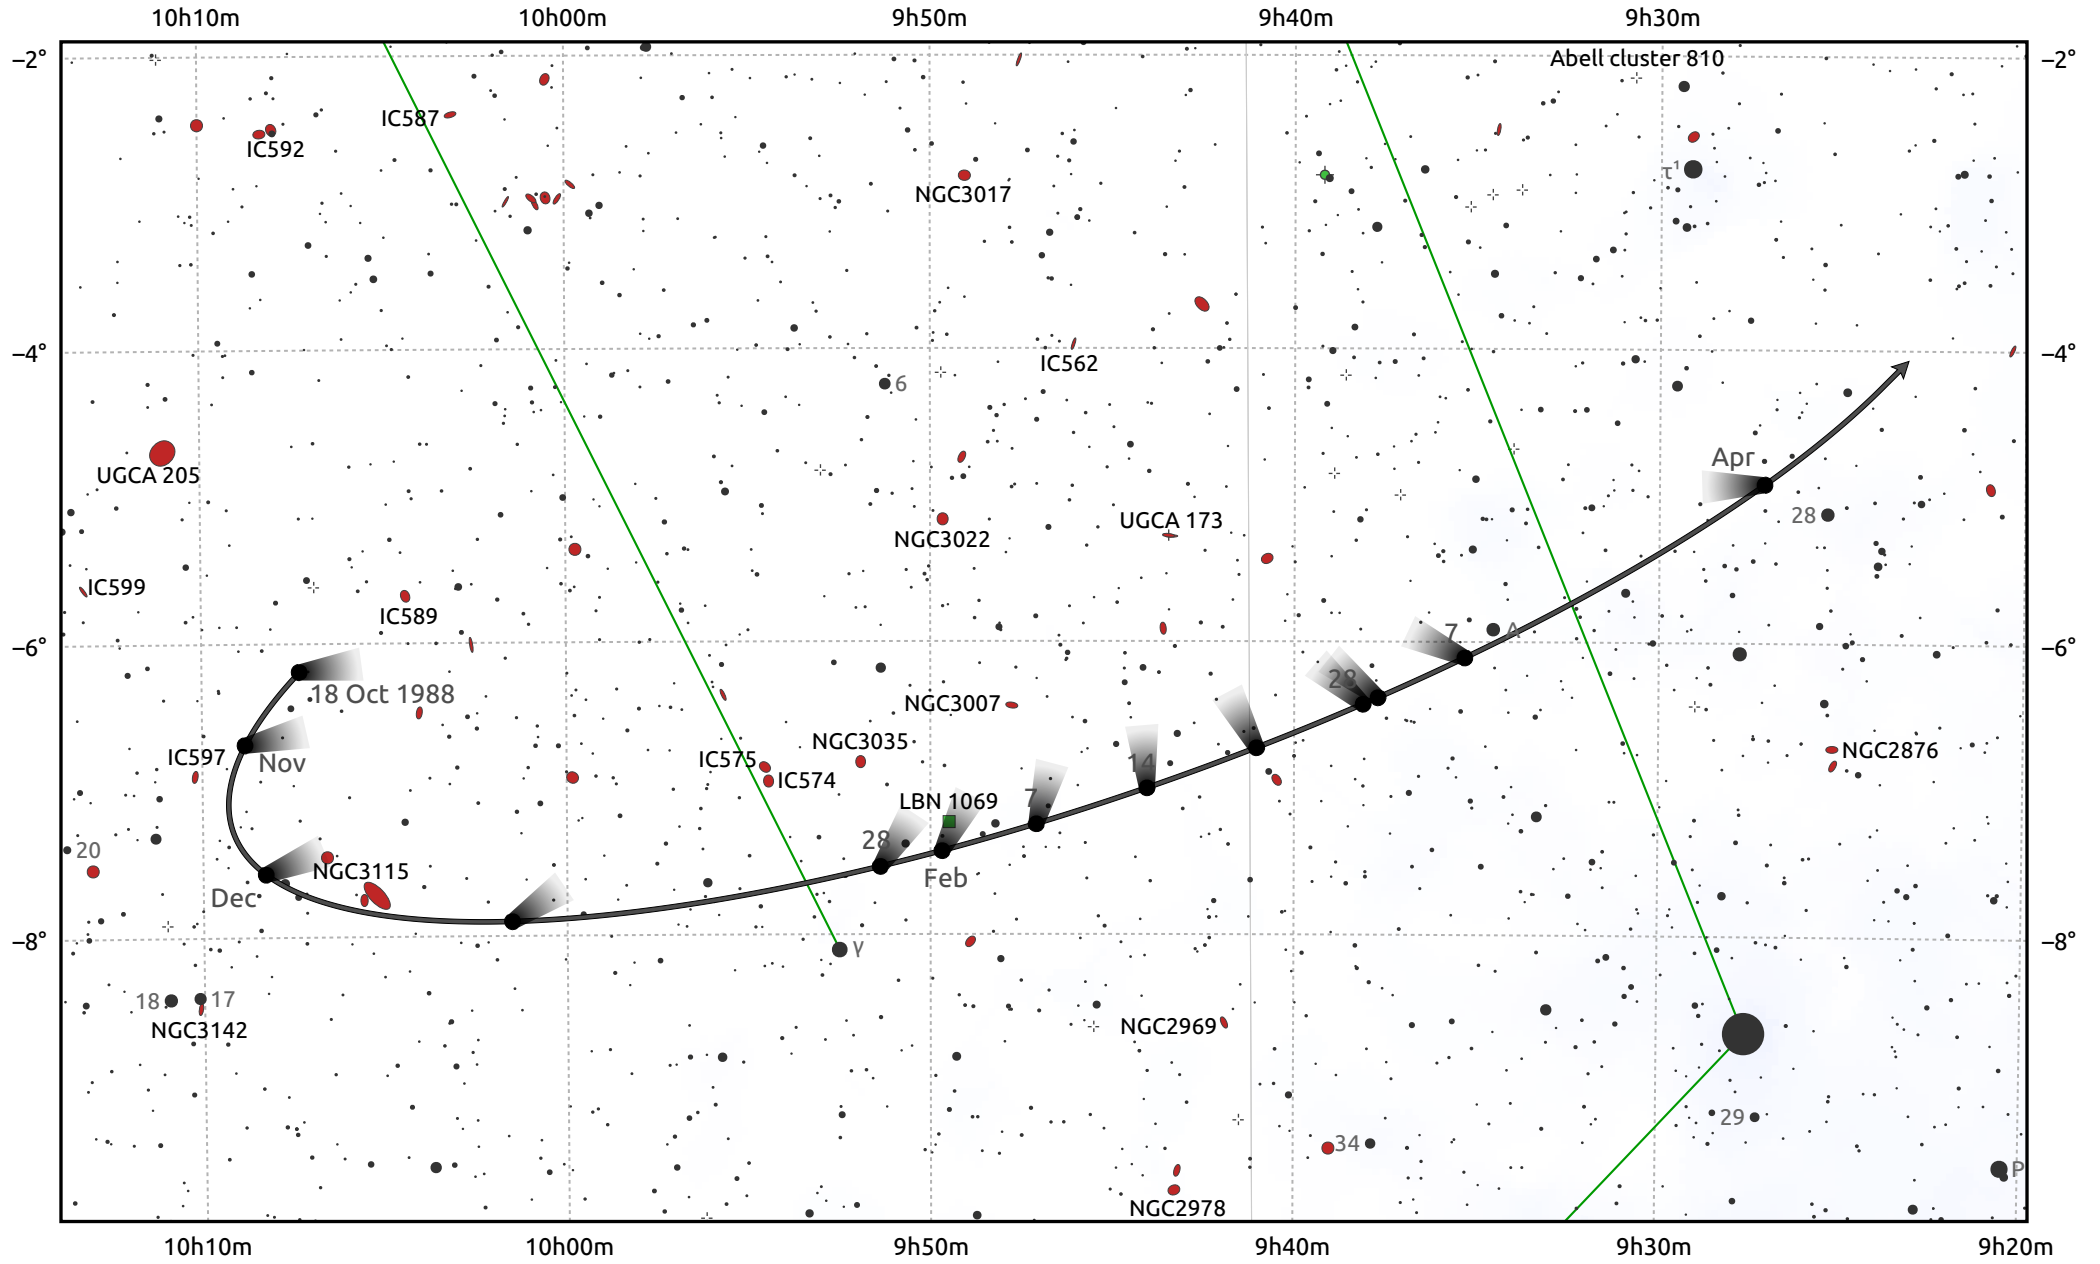 10h10m 10h00m 9h50m 9h40m 9h30m
−2° Abell cluster 810 −2°
IC587
IC592
τ¹
NGC3017
−4° IC562 −4°
6
Apr
UGCA 205
28
UGCA 173
NGC3022
IC599
IC589
7 A
−6° −6°
28
18 Oct 1988
NGC3007
NGC3035
IC597 Nov
IC575
IC574
14
NGC2876
LBN 1069
7
28
20
NGC3115
Feb
Dec
−8° γ −8°
18 17
NGC3142
NGC2969
29
34
P
NGC2978
10h10m 10h00m 9h50m 9h40m 9h30m 9h20m